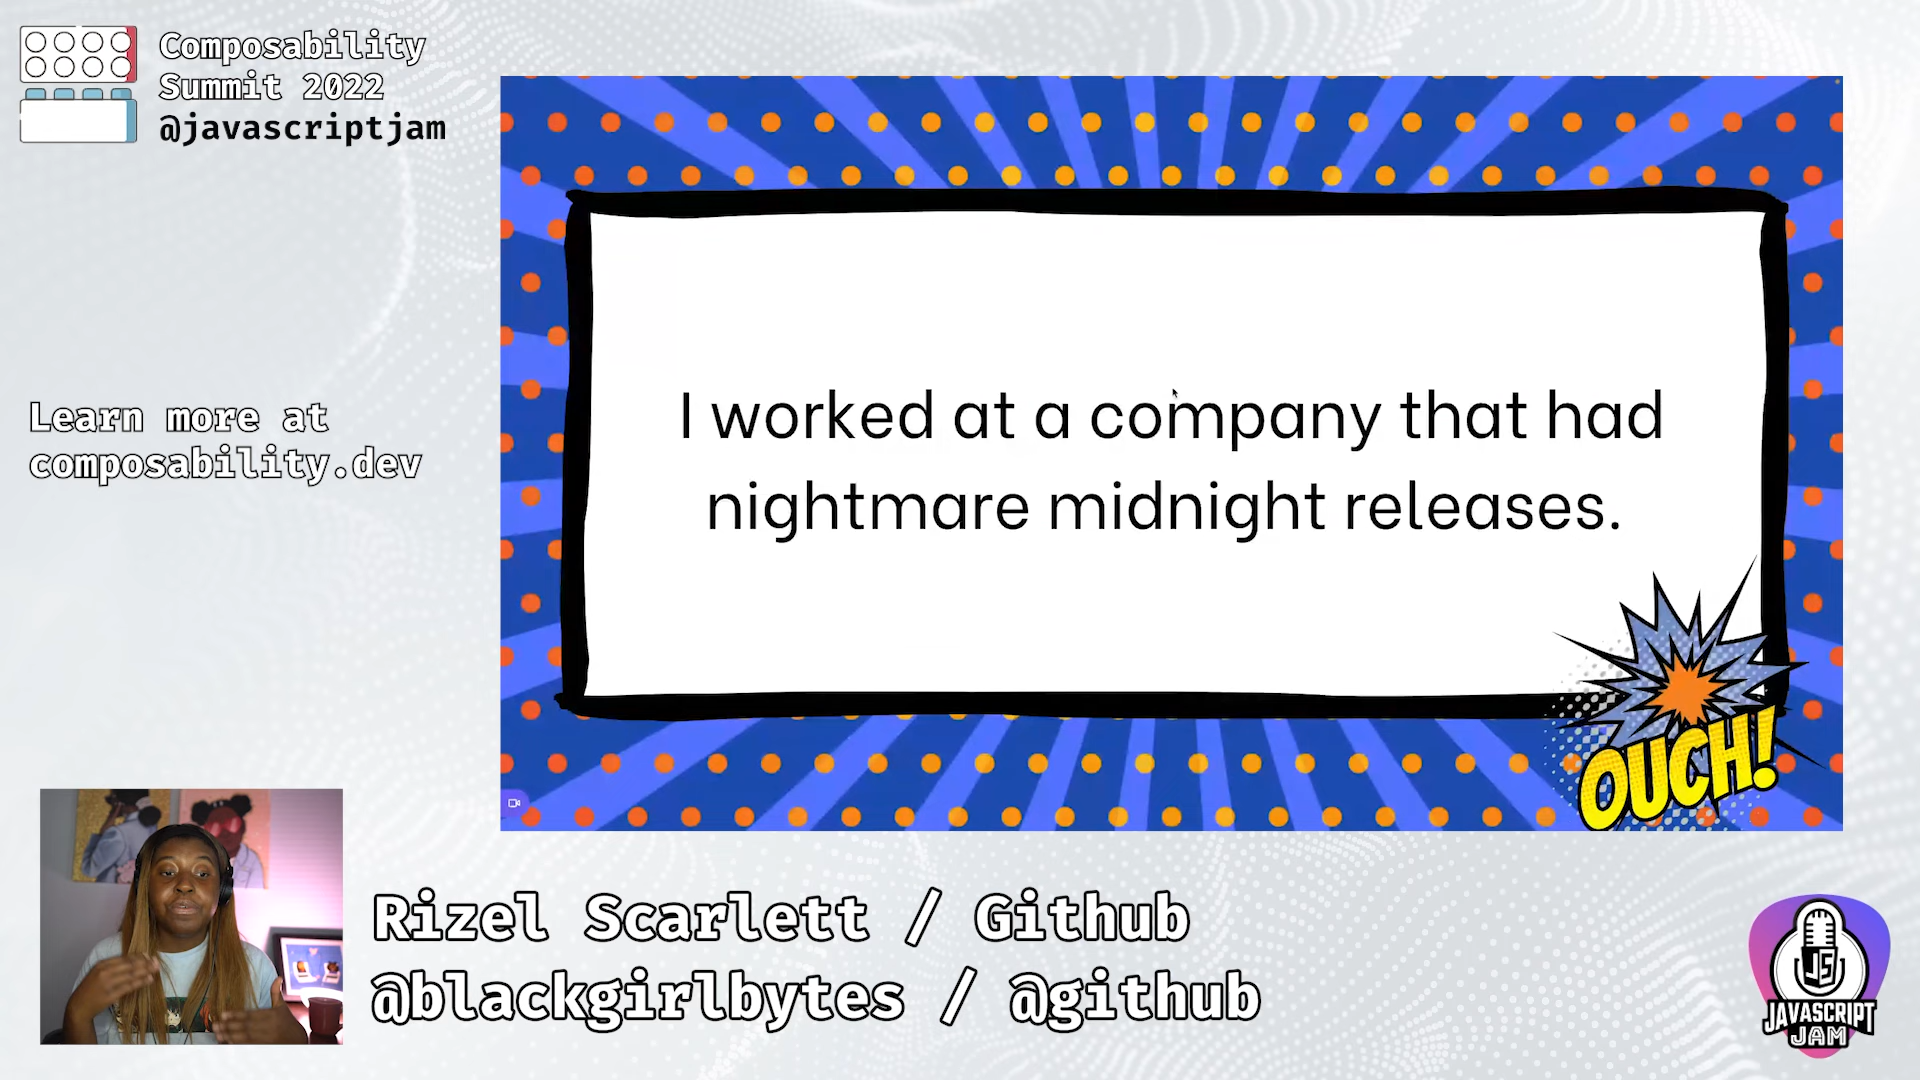 Composability
Summit 2022
@javascriptjam
I worked at a company that had
nightmare midnight releases.
OUCH!
Learn more at
composability.dev
Rizel Scarlett / Github
@blackgirlbytes / @github
JS
JAVASCRIPT
JAM